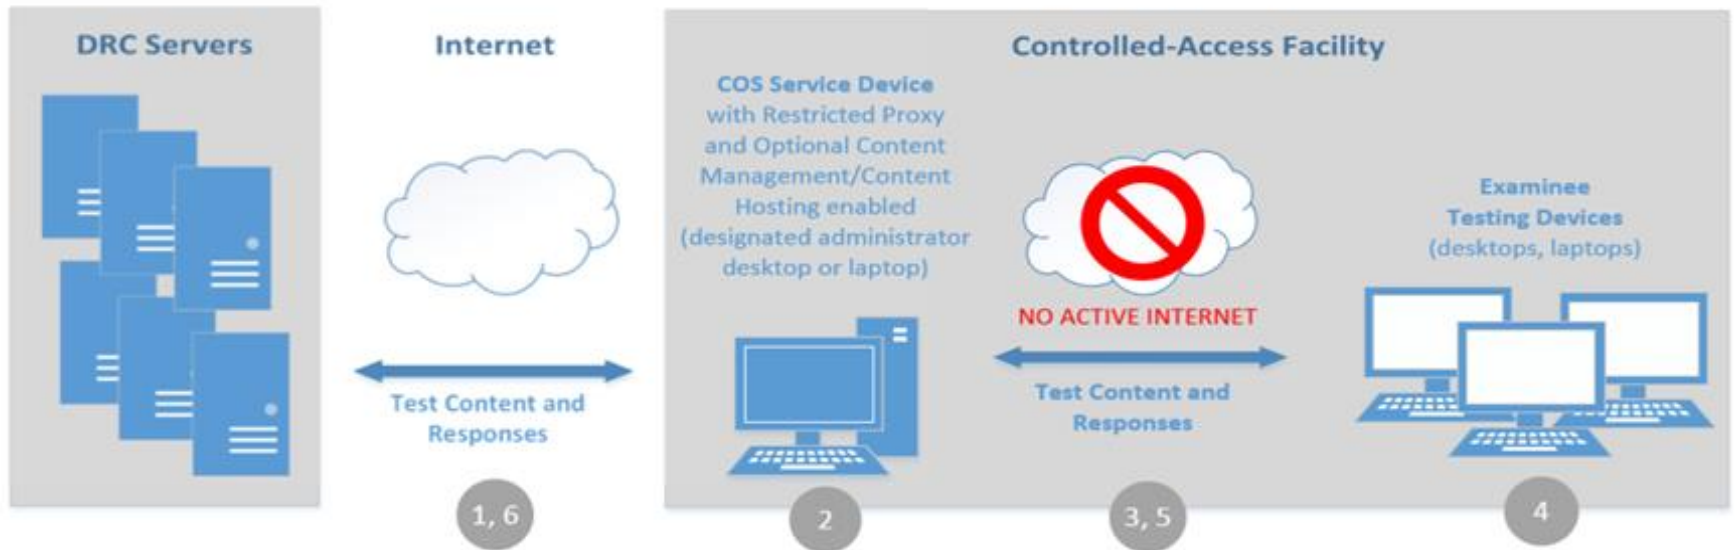 DRC Servers
Internet
Controlled-Access Facility
COS Service Device
with Restricted Proxy
and Optional Content
Management/Content
Hosting enabled
(designated administrator
desktop or laptop)
Examinee
Testing Devices
(desktops, laptops)
NO ACTIVE INTERNET
Test Content and
Responses
Test Content and
Responses
1, 6
2
3, 5
4